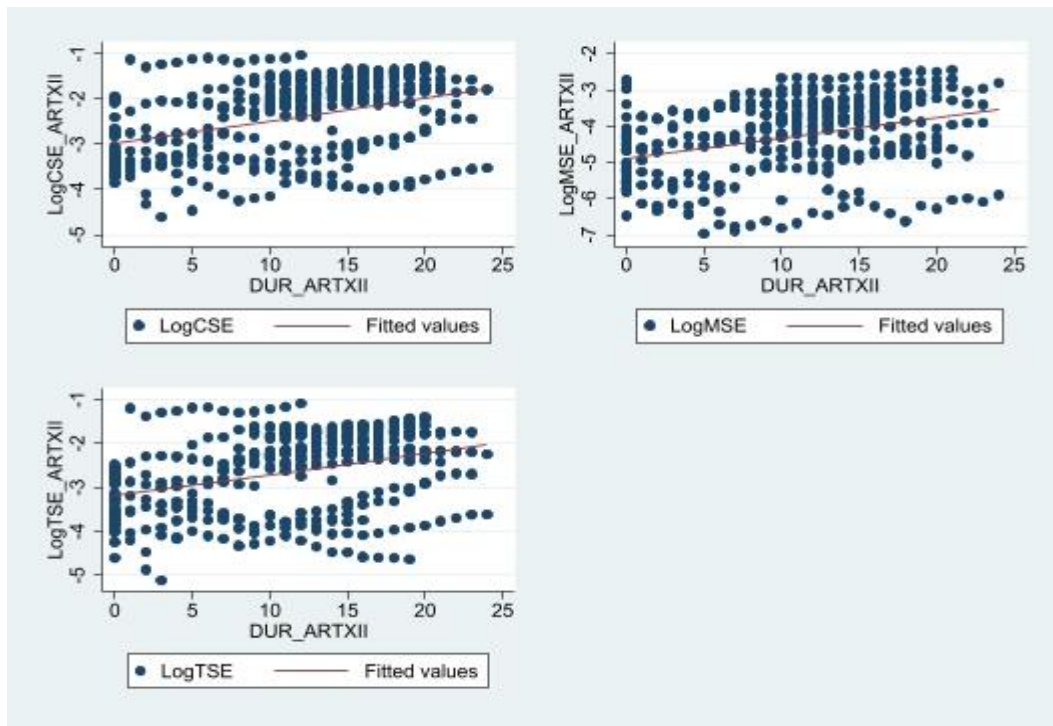 LogCSE_ARTXII
-1
-2
-3
-4
-5
0 5 10 15 20 25
DUR_ARTXII
LogCSE Fitted values
LogMSE_ARTXII
-2
-3
-4
-5
-6
-7
0 5 10 15 20 25
DUR_ARTXII
LogMSE Fitted values
LogTSE_ARTXII
-1
-2
-3
-4
-5
0 5 10 15 20 25
DUR_ARTXII
LogTSE Fitted values